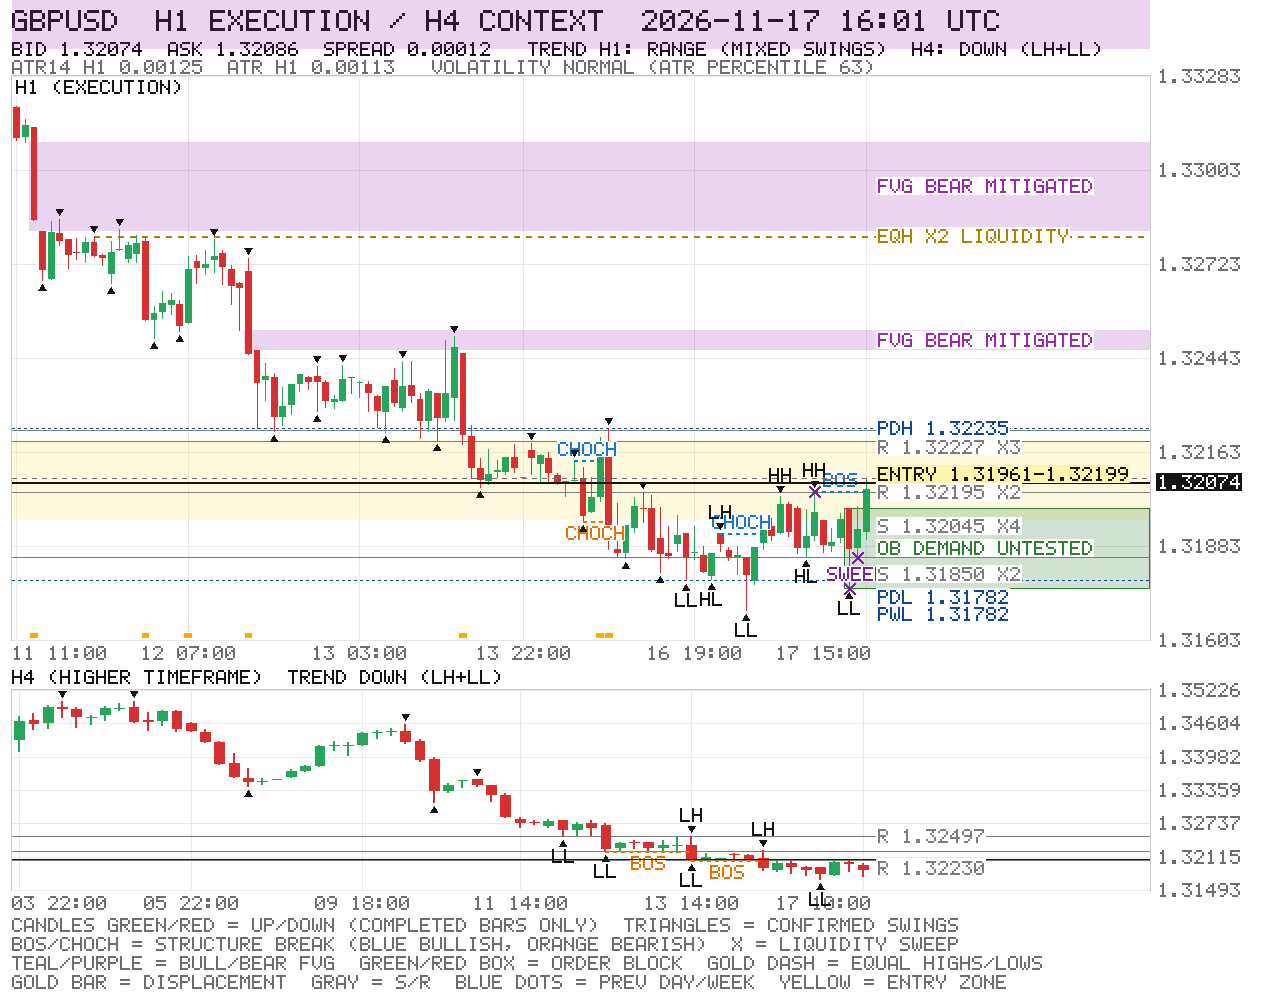 GBPUSD  H1 EXECUTION / H4 CONTEXT  2026-11-17 16:01 UTC
BID 1.32074  ASK 1.32086  SPREAD 0.00012   TREND H1: RANGE (MIXED SWINGS)  H4: DOWN (LH+LL)
ATR14 H1 0.00125  ATR H1 0.00113   VOLATILITY NORMAL (ATR PERCENTILE 63)
H1 (EXECUTION)
1.33283
1.33003
FVG BEAR MITIGATED
EQH X2 LIQUIDITY
1.32723
FVG BEAR MITIGATED
1.32443
PDH 1.32235
R 1.32227 X3
CHOCH
1.32163
ENTRY 1.31961-1.32199
HH HH BOS
1.32074
R 1.32195 X2
LH CHOCH
S 1.32045 X4
CHOCH
OB DEMAND UNTESTED
1.31883
HL SWEE
S 1.31850 X2
LL HL LL
PDL 1.31782
PWL 1.31782
LL
1.31603
11 11:00  12 07:00  13 03:00  13 22:00  16 19:00  17 15:00
H4 (HIGHER TIMEFRAME)  TREND DOWN (LH+LL)
1.35226
1.34604
1.33982
1.33359
1.32737
LH LH
R 1.32497
1.32115
LL LL BOS LL BOS
R 1.32230
1.31493
LL
03 22:00  05 22:00  09 18:00  11 14:00  13 14:00
CANDLES GREEN/RED = UP/DOWN (COMPLETED BARS ONLY)  TRIANGLES = CONFIRMED SWINGS
BOS/CHOCH = STRUCTURE BREAK (BLUE BULLISH, ORANGE BEARISH)  X = LIQUIDITY SWEEP
TEAL/PURPLE = BULL/BEAR FVG  GREEN/RED BOX = ORDER BLOCK  GOLD DASH = EQUAL HIGHS/LOWS
GOLD BAR = DISPLACEMENT  GRAY = S/R  BLUE DOTS = PREV DAY/WEEK  YELLOW = ENTRY ZONE